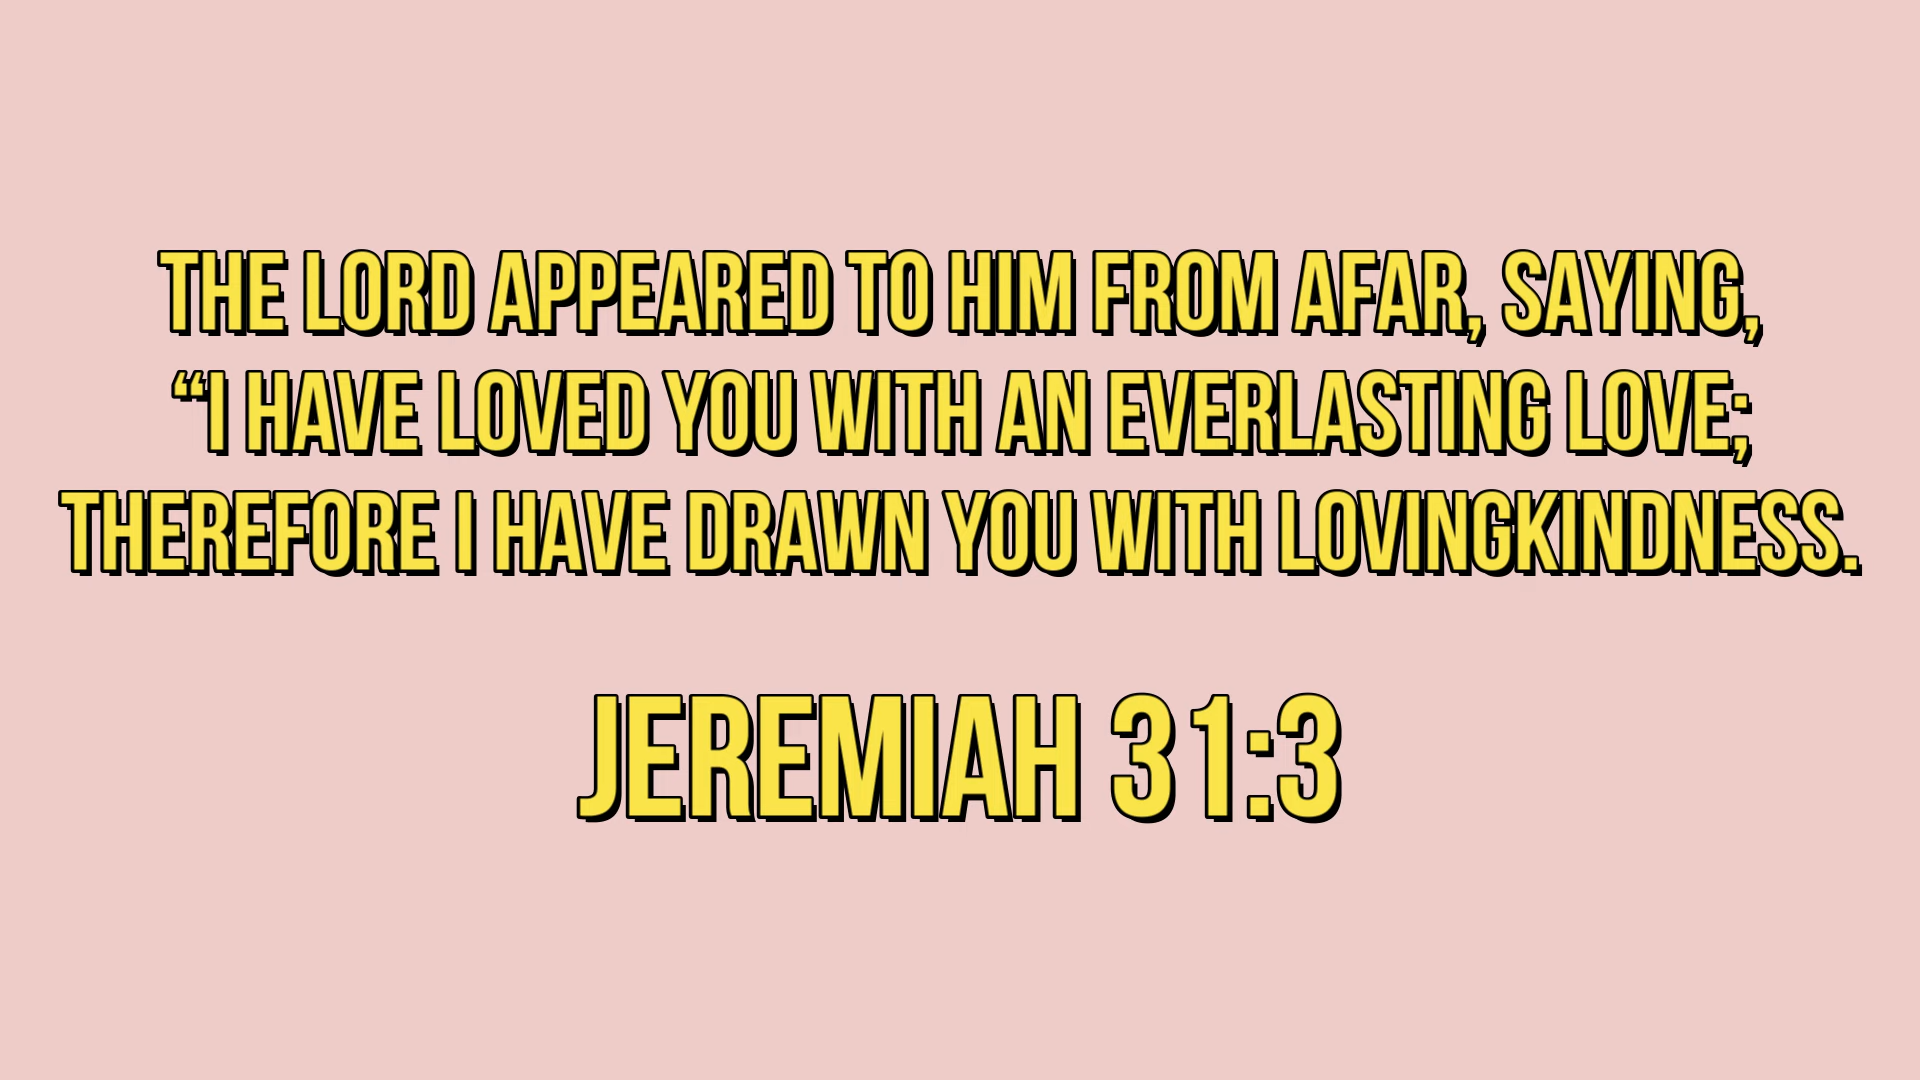 THE LORD APPEARED TO HIM FROM AFAR, SAYING,
“I HAVE LOVED YOU WITH AN EVERLASTING LOVE;
THEREFORE I HAVE DRAWN YOU WITH LOVINGKINDNESS.
JEREMIAH 31:3